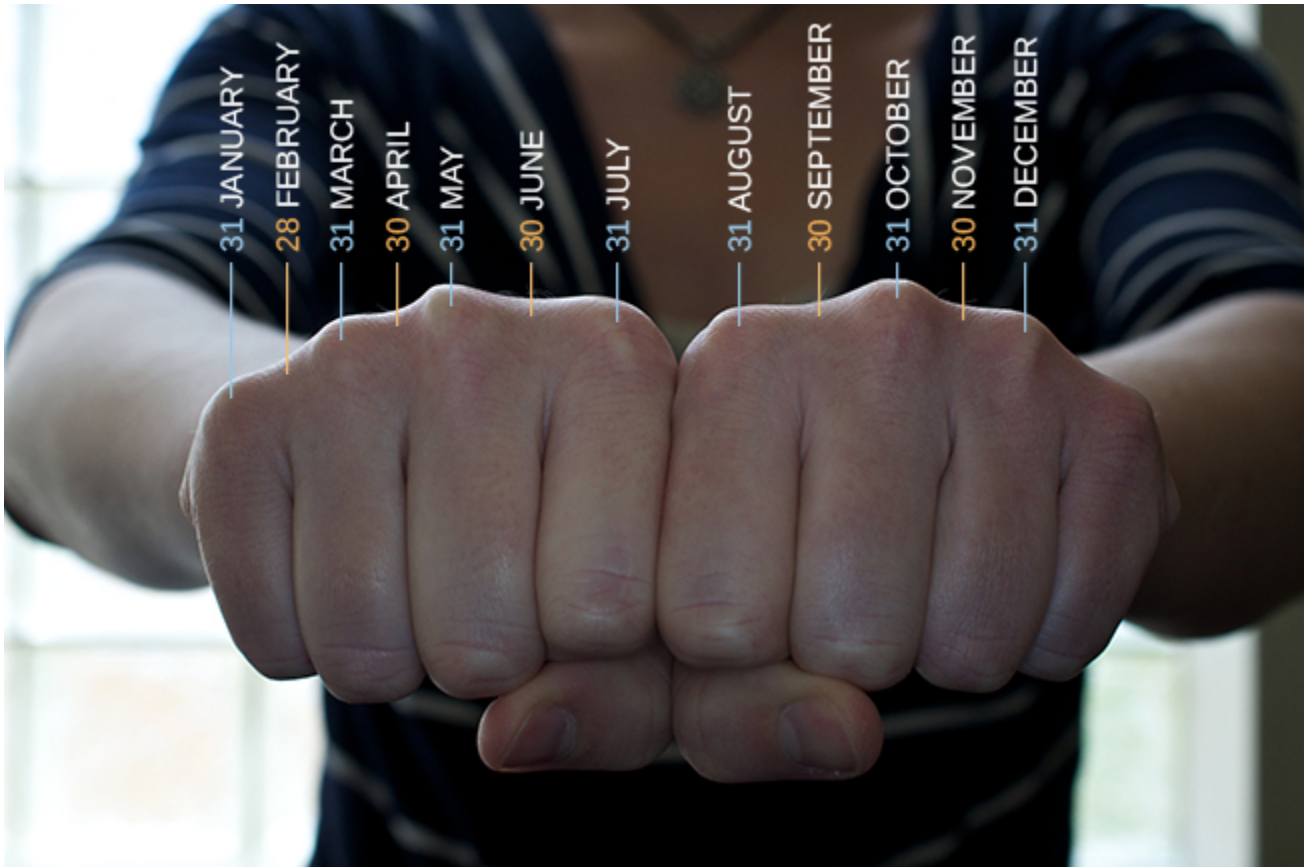 31 JANUARY
28 FEBRUARY
31 MARCH
30 APRIL
31 MAY
30 JUNE
31 JULY
31 AUGUST
30 SEPTEMBER
31 OCTOBER
30 NOVEMBER
31 DECEMBER